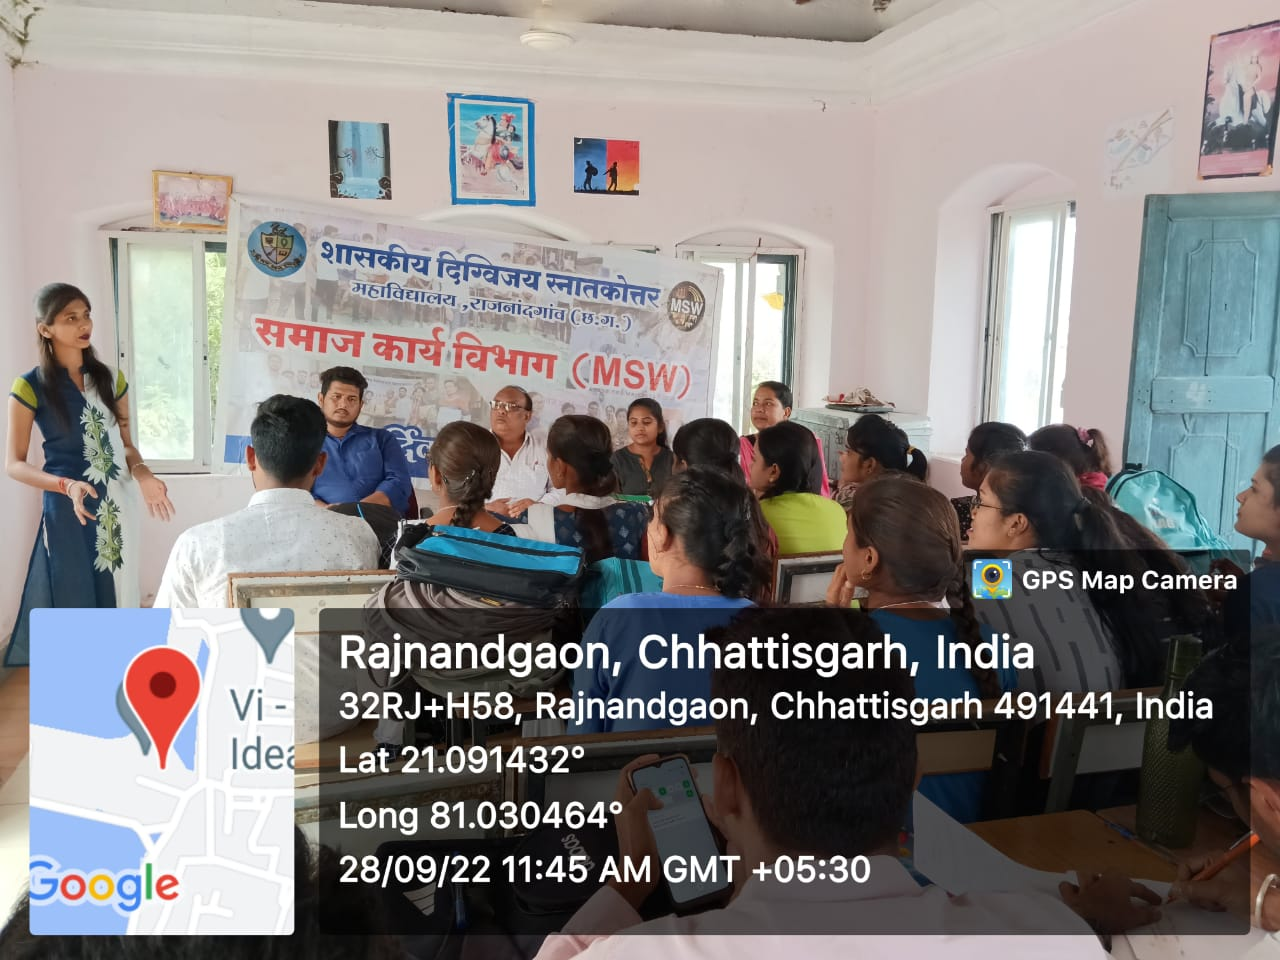 शासकीय दिग्विजय स्नातकोत्तर
महाविद्यालय ,राजनांदगांव (छ.ग.)
MSW
समाज कार्य विभाग (MSW)
GPS Map Camera
Rajnandgaon, Chhattisgarh, India
32RJ+H58, Rajnandgaon, Chhattisgarh 491441, India
Lat 21.091432°
Long 81.030464°
28/09/22 11:45 AM GMT +05:30
Vi -
Idea
Google